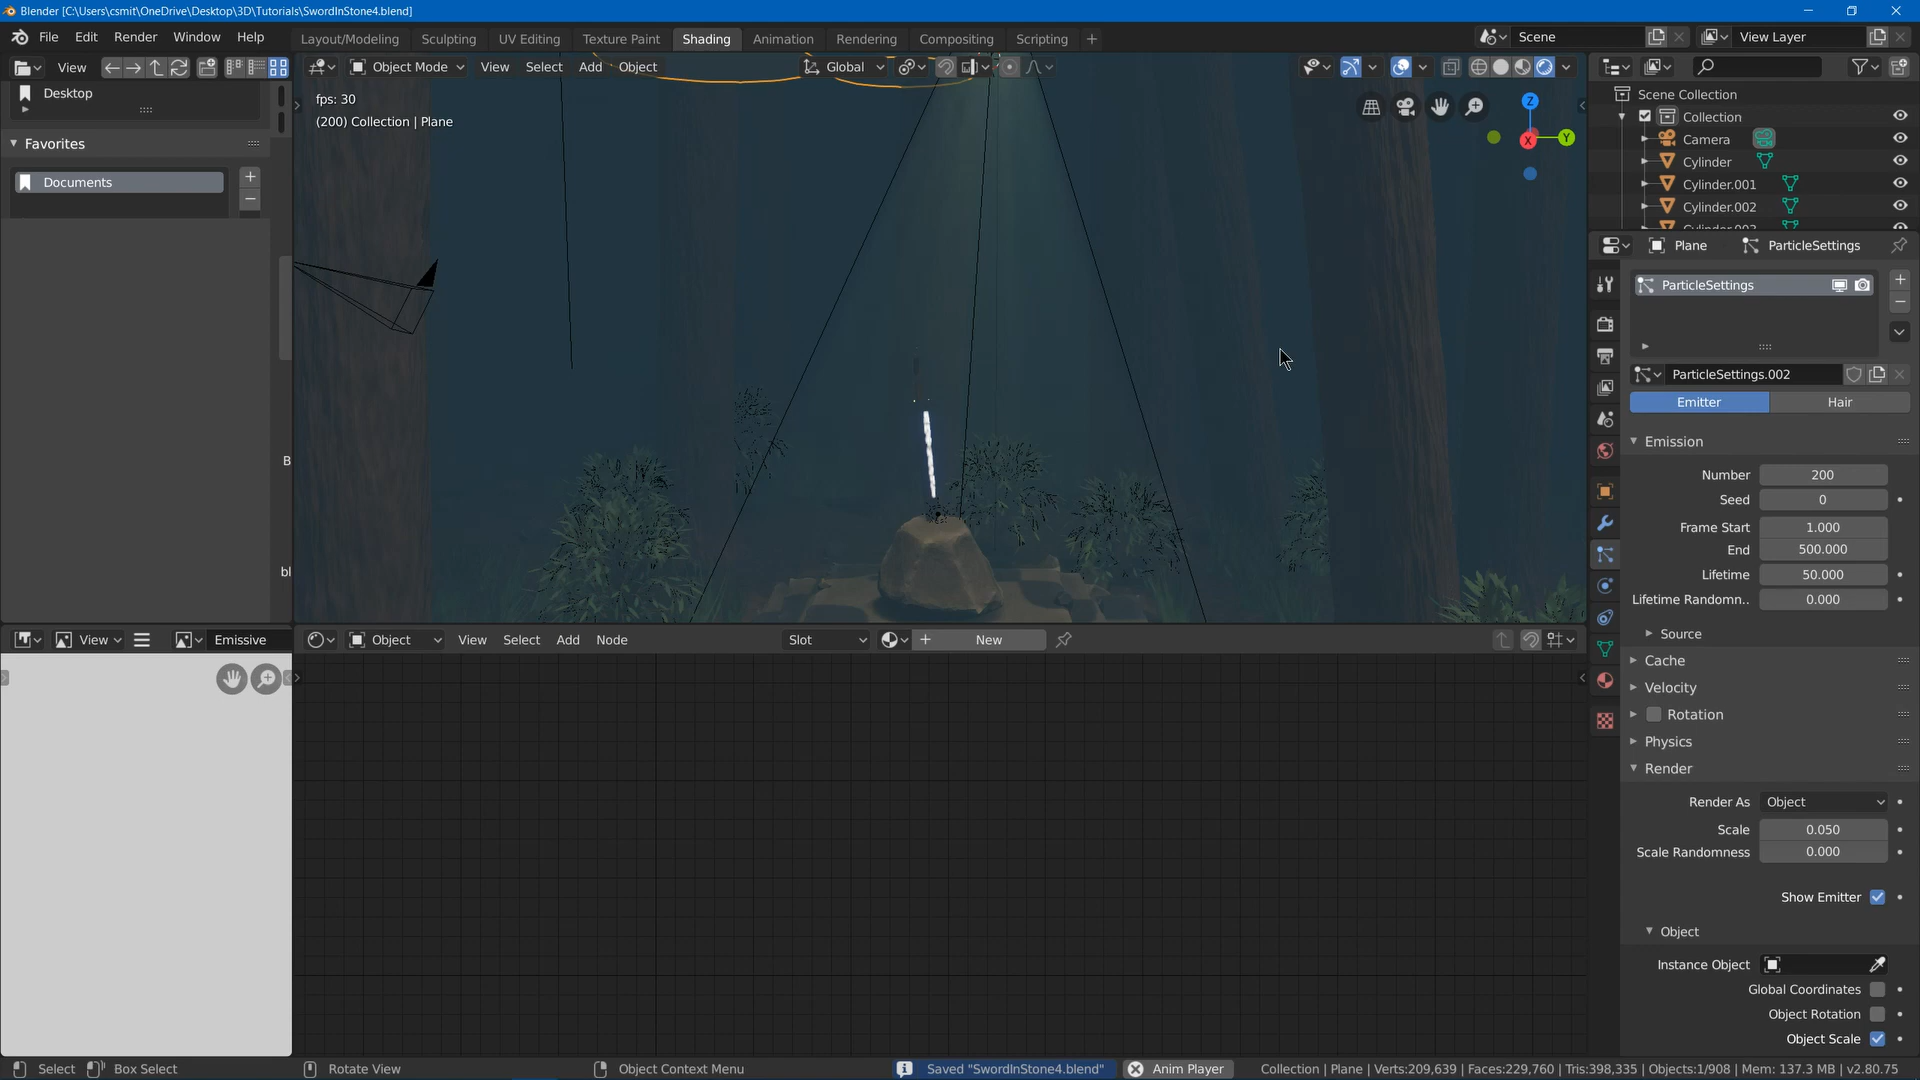 Blender [C:\Users\csmit\OneDrive\Desktop\3D\Tutorials\SwordInStone4.blend]
File Edit Render Window Help
Layout/Modeling Sculpting UV Editing Texture Paint Shading Animation Rendering Compositing Scripting +
Scene
View Layer
View
Object Mode View Select Add Object
Global
Desktop
Favorites
Documents
fps: 30
(200) Collection | Plane
Z
Y
X
Scene Collection
Collection
Camera
Cylinder
Cylinder.001
Cylinder.002
Plane ParticleSettings
ParticleSettings
ParticleSettings.002
Emitter Hair
Emission
Number 200
Seed 0
Frame Start 1.000
End 500.000
Lifetime 50.000
Lifetime Randomn.. 0.000
Source
Cache
Velocity
Rotation
Physics
Render
Render As Object
Scale 0.050
Scale Randomness 0.000
Show Emitter
Object
Instance Object
Global Coordinates
Object Rotation
Object Scale
B
bl
View
Emissive
Object View Select Add Node
Slot
New
Select Box Select Rotate View Object Context Menu
Saved "SwordInStone4.blend"
Anim Player
Collection | Plane | Verts:209,639 | Faces:229,760 | Tris:398,335 | Objects:1/908 | Mem: 137.3 MB | v2.80.75